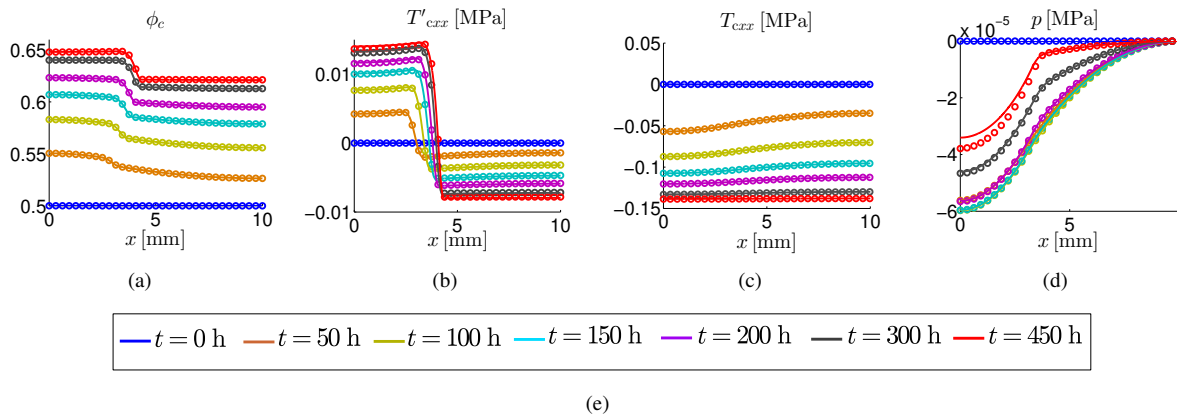 ϕc T′cxx [MPa] Tcxx [MPa] p [MPa]
× 10−5
0.65 0.6 0.55 0.5
0 5 10
x [mm]
(a)
0.01 0 −0.01
0 5 10
x [mm]
(b)
0.05 0 −0.05 −0.1 −0.15
0 5 10
x [mm]
(c)
0 −2 −4 −6
0 5
x [mm]
(d)
t = 0 h t = 50 h t = 100 h t = 150 h t = 200 h t = 300 h t = 450 h
(e)